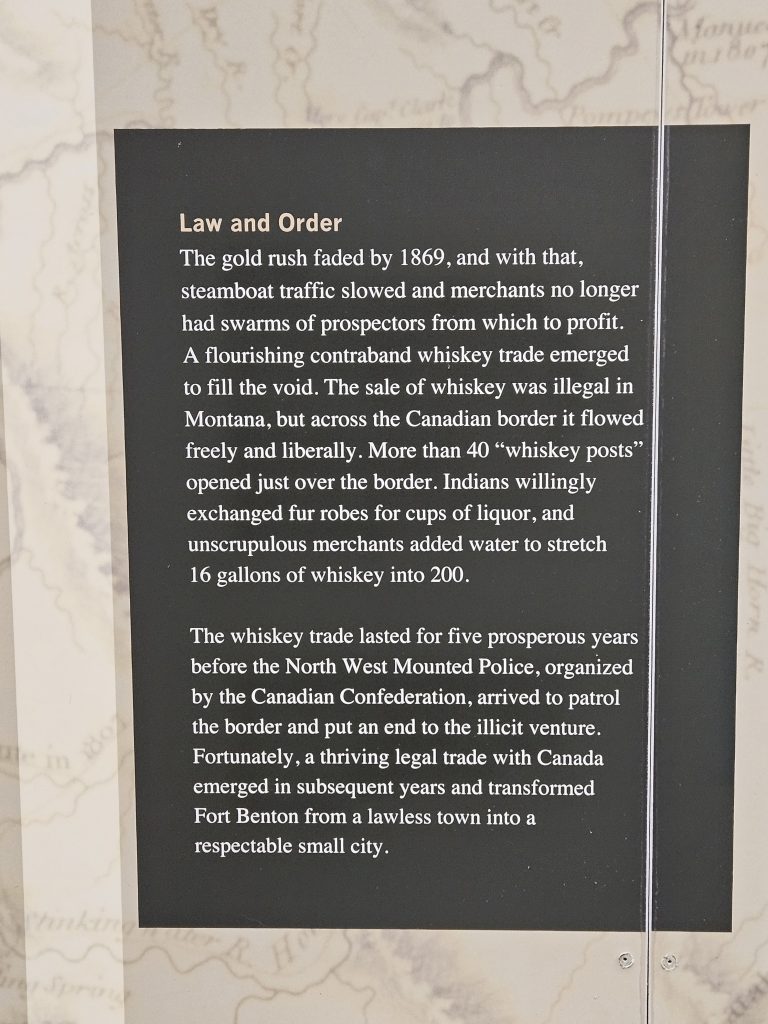 Manuel
in 1807
Law and Order
The gold rush faded by 1869, and with that,
steamboat traffic slowed and merchants no longer
had swarms of prospectors from which to profit.
A flourishing contraband whiskey trade emerged
to fill the void. The sale of whiskey was illegal in
Montana, but across the Canadian border it flowed
freely and liberally. More than 40 “whiskey posts”
opened just over the border. Indians willingly
exchanged fur robes for cups of liquor, and
unscrupulous merchants added water to stretch
16 gallons of whiskey into 200.
The whiskey trade lasted for five prosperous years
before the North West Mounted Police, organized
by the Canadian Confederation, arrived to patrol
the border and put an end to the illicit venture.
Fortunately, a thriving legal trade with Canada
emerged in subsequent years and transformed
Fort Benton from a lawless town into a
respectable small city.
Little Big Horn R.
Spring